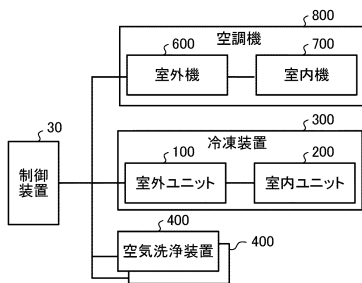 800
空調機
600
700
室外機
室内機
30
300
冷凍装置
制御
装置
100
200
室外ユニット
室内ユニット
400
空気洗浄装置
400